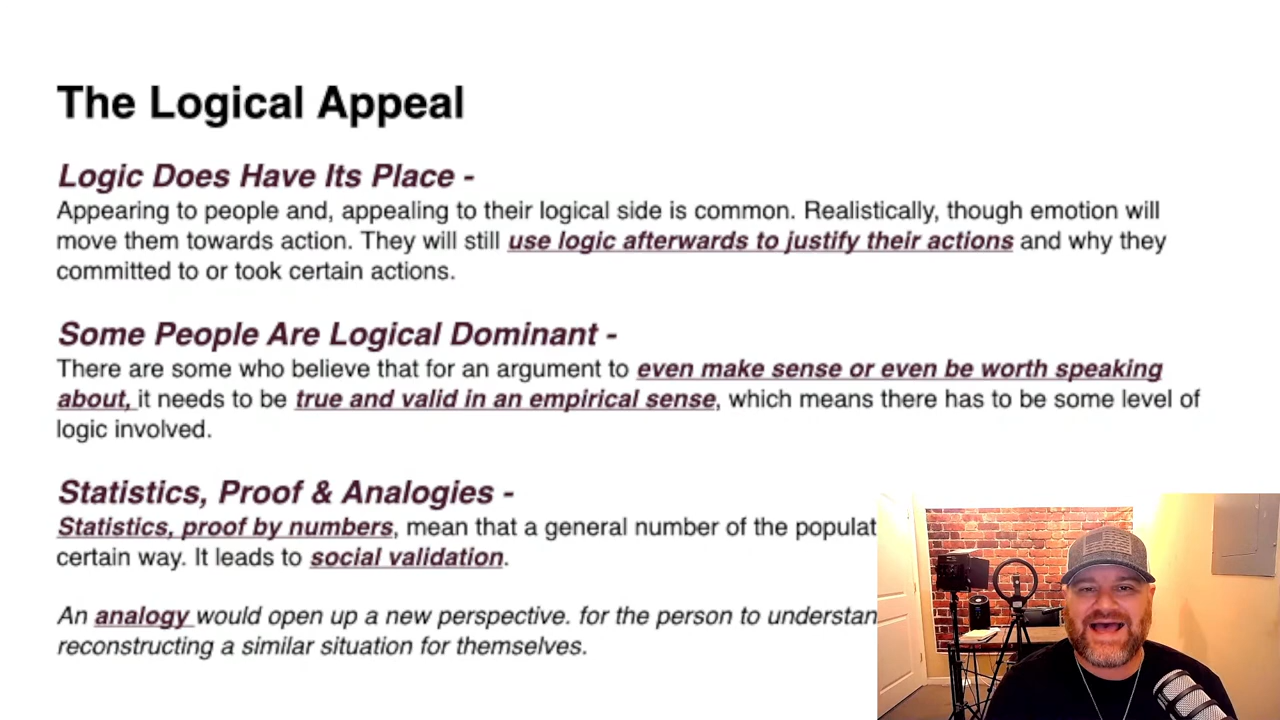 The Logical Appeal
Logic Does Have Its Place -
Appearing to people and, appealing to their logical side is common. Realistically, though emotion will
move them towards action. They will still use logic afterwards to justify their actions and why they
committed to or took certain actions.
Some People Are Logical Dominant -
There are some who believe that for an argument to even make sense or even be worth speaking
about, it needs to be true and valid in an empirical sense, which means there has to be some level of
logic involved.
Statistics, Proof & Analogies -
Statistics, proof by numbers, mean that a general number of the populat
certain way. It leads to social validation.
An analogy would open up a new perspective. for the person to understan
reconstructing a similar situation for themselves.